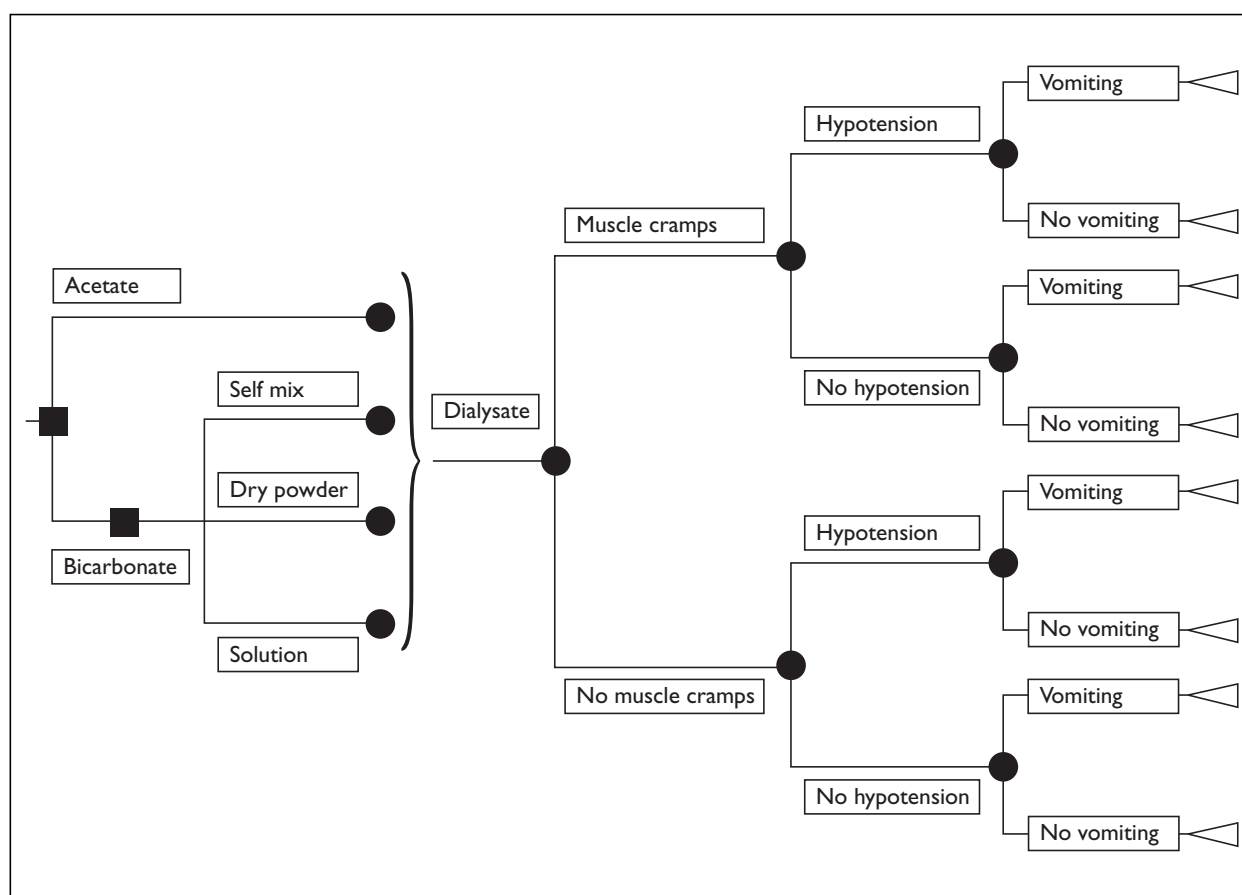 Acetate
Bicarbonate
Self mix
Dry powder
Solution
Dialysate
Muscle cramps
No muscle cramps
Hypotension
No hypotension
Hypotension
No hypotension
Vomiting
No vomiting
Vomiting
No vomiting
Vomiting
No vomiting
Vomiting
No vomiting